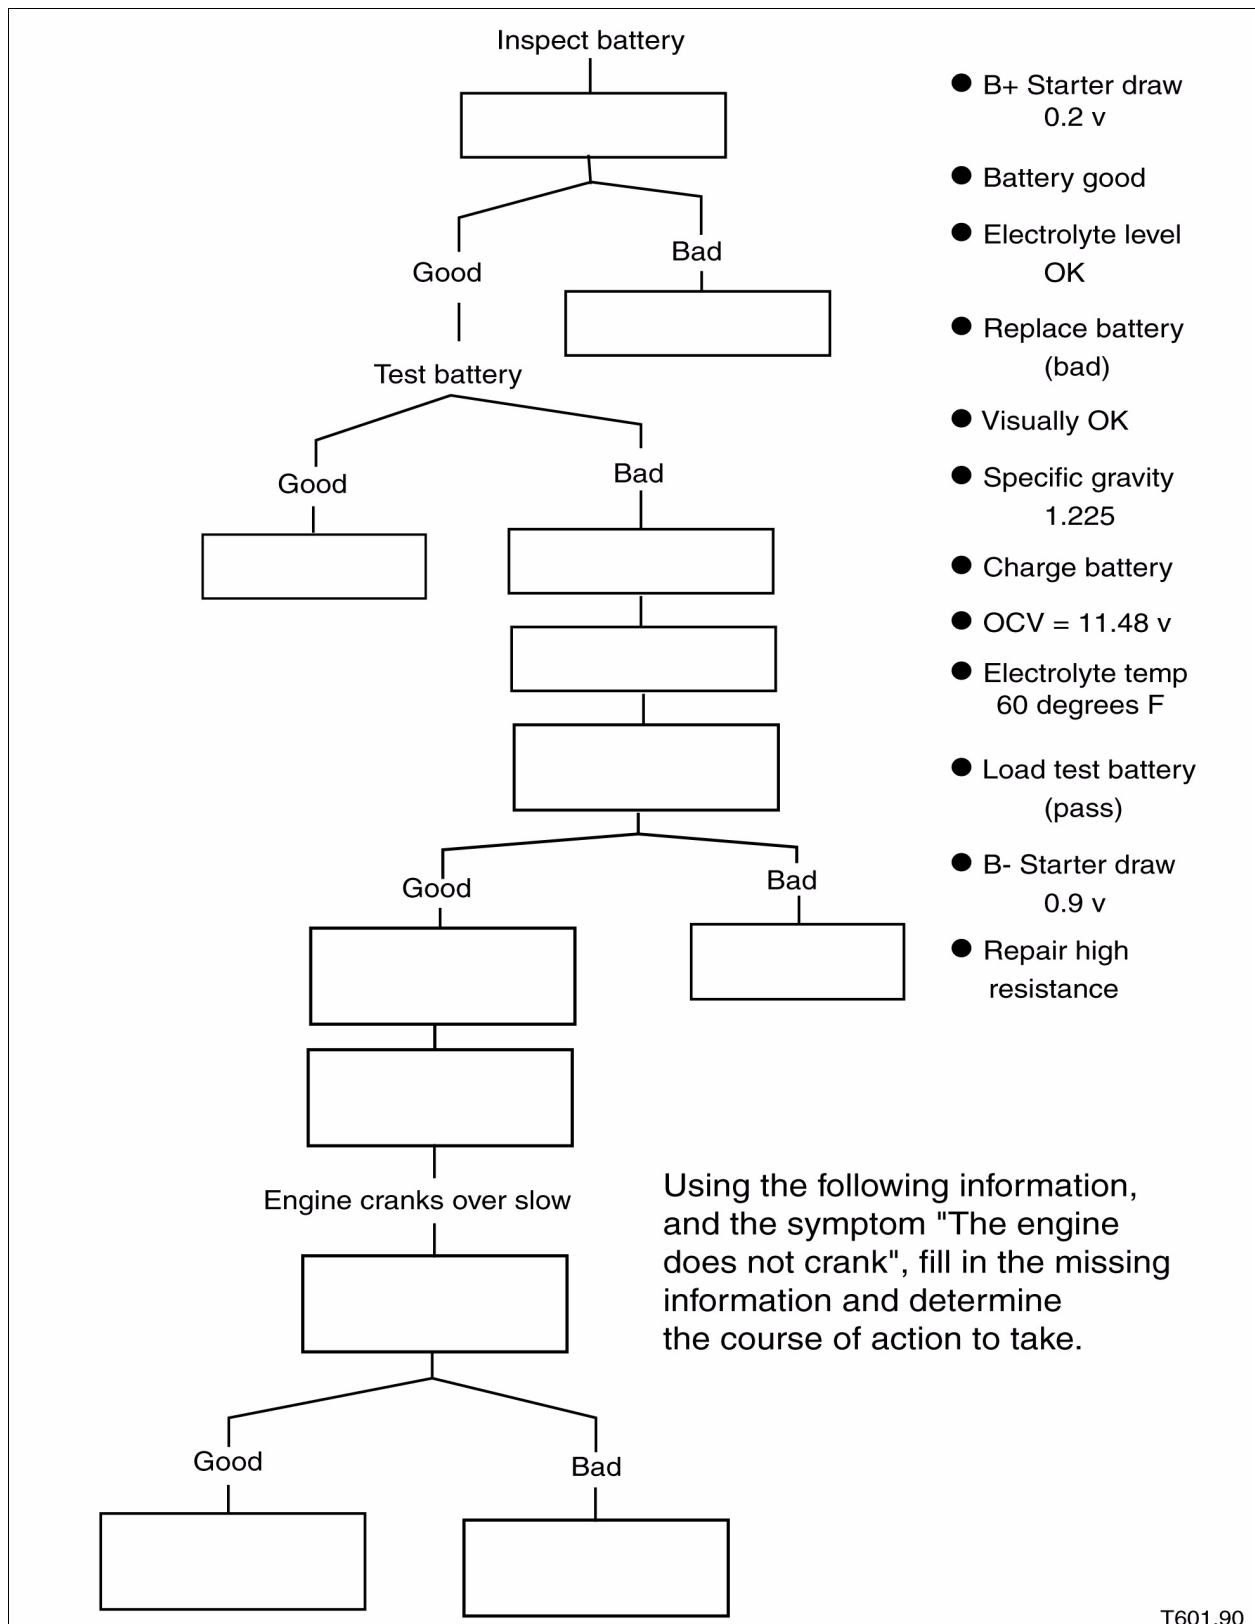 Inspect battery
Good
Bad
Test battery
Good
Bad
Good
Bad
Engine cranks over slow
Good
Bad
● B+ Starter draw
0.2 v
● Battery good
● Electrolyte level
OK
● Replace battery
(bad)
● Visually OK
● Specific gravity
1.225
● Charge battery
● OCV = 11.48 v
● Electrolyte temp
60 degrees F
● Load test battery
(pass)
● B- Starter draw
0.9 v
● Repair high
resistance
Using the following information,
and the symptom "The engine
does not crank", fill in the missing
information and determine
the course of action to take.
T601.90